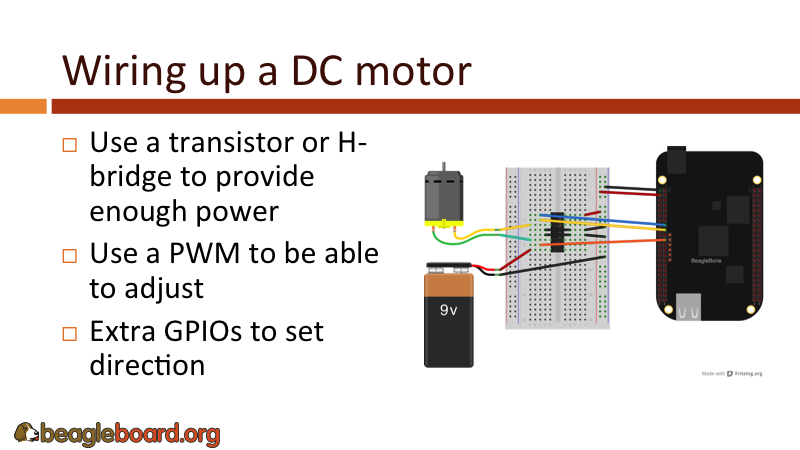 Wiring up a DC motor
Use a transistor or H-
bridge to provide
enough power
Use a PWM to be able
to adjust
Extra GPIOs to set
direction
9v
BeagleBone
Made with Fritzing.org
beagleboard.org